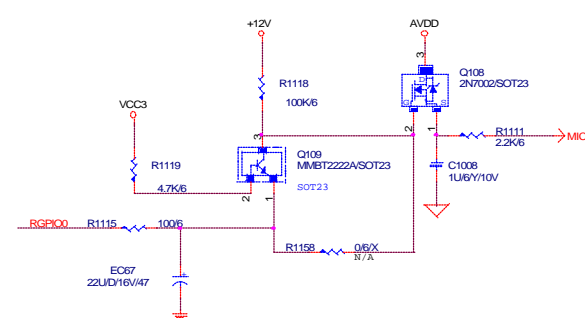 +12V
AVDD
3
Q108
2N7002/SOT23
D
G
S
R1118
100K/6
VCC3
2
1
R1111
2.2K/6
MIC
3
Q109
MMBT2222A/SOT23
SOT23
R1119
4.7K/6
C1008
1U/6/Y/10V
2
1
RGPIO0
R1115
100/6
R1158
0/6/X
N/A
EC67
22U/D/16V/47
+